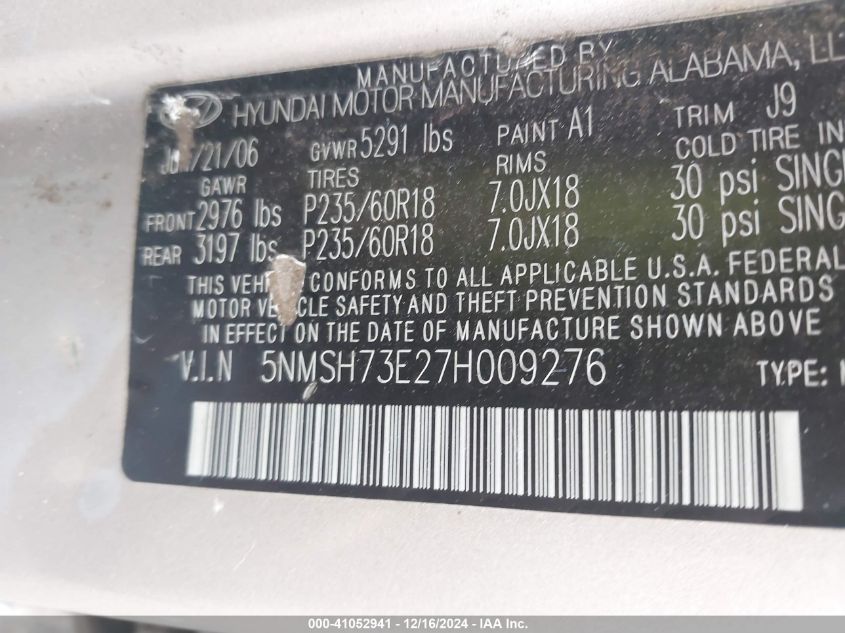 MANUFACTURED BY
HYUNDAI MOTOR MANUFACTURING ALABAMA, LL
/21/06 GVWR 5291 lbs PAINT A1 TRIM J9
GAWR TIRES RIMS COLD TIRE IN
FRONT 2976 lbs P235/60R18 7.0JX18 30 psi SINGL
REAR 3197 lbs P235/60R18 7.0JX18 30 psi SING
THIS VEH CONFORMS TO ALL APPLICABLE U.S.A. FEDERAL
MOTOR VEHICLE SAFETY AND THEFT PREVENTION STANDARDS
IN EFFECT ON THE DATE OF MANUFACTURE SHOWN ABOVE
V.I.N 5NMSH73E27H009276 TYPE:
000-41052941 - 12/16/2024 - IAA Inc.